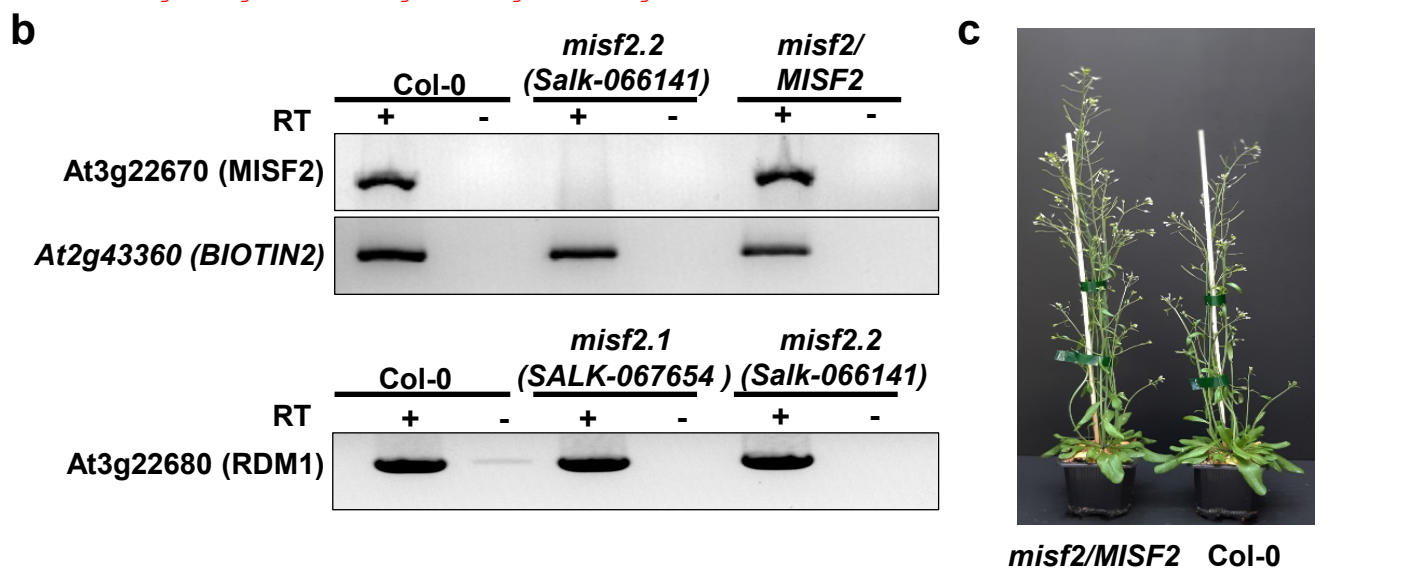 b
misf2.2
(Salk-066141)
misf2/
MISF2
Col-0
RT + - + - + -
At3g22670 (MISF2)
At2g43360 (BIOTIN2)
misf2.1
(SALK-067654 )
misf2.2
(Salk-066141)
Col-0
RT + - + - + -
At3g22680 (RDM1)
c
misf2/MISF2 Col-0